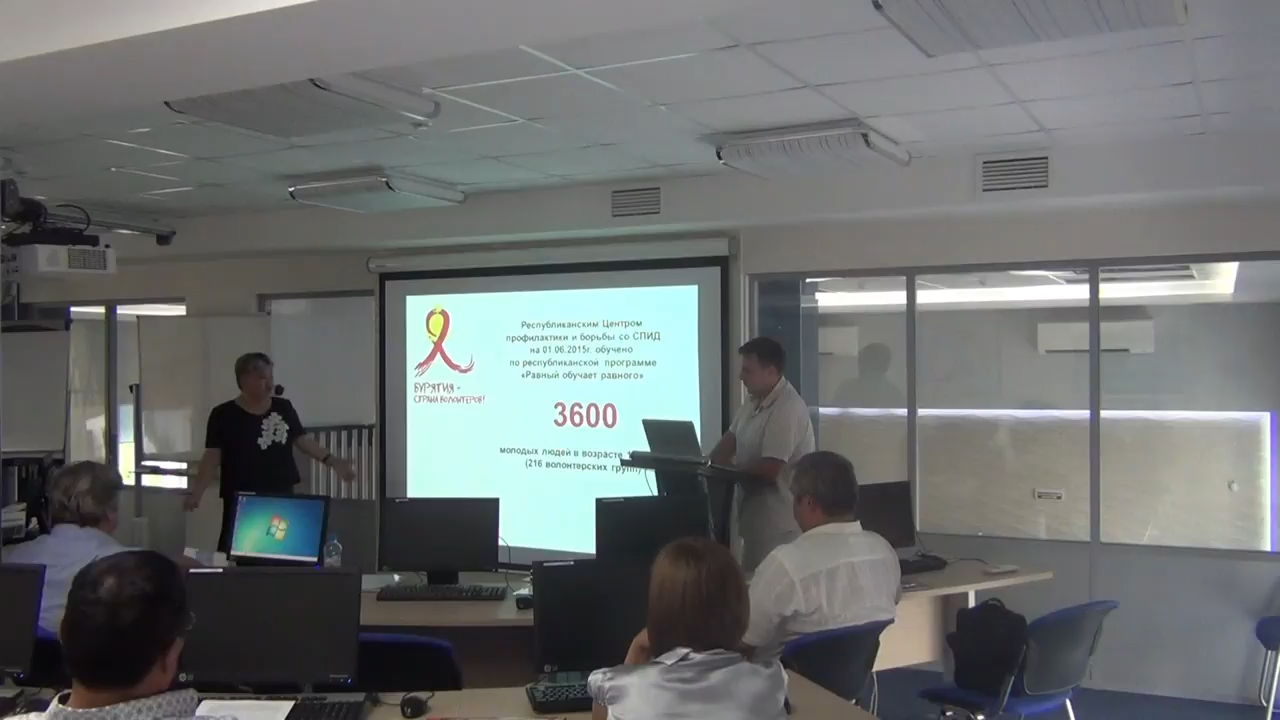 БУРЯТИЯ -
СТРАНА ВОЛОНТЕРОВ!
Республиканским Центром
профилактики и борьбы со СПИД
на 01.06.2015г. обучено
по республиканской программе
«Равный обучает равного»
3600
молодых людей в возрасте
(216 волонтерских групп)